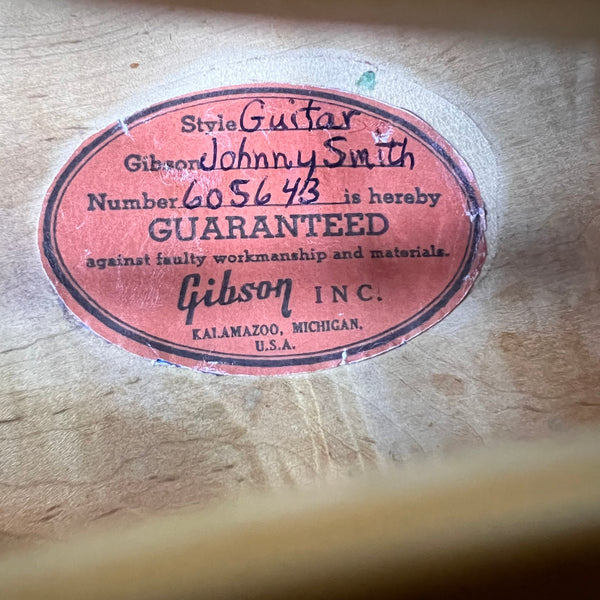 Style Guitar
Gibson Johnny Smith
Number 605643 is hereby
GUARANTEED
against faulty workmanship and materials.
Gibson INC.
KALAMAZOO, MICHIGAN,
U.S.A.